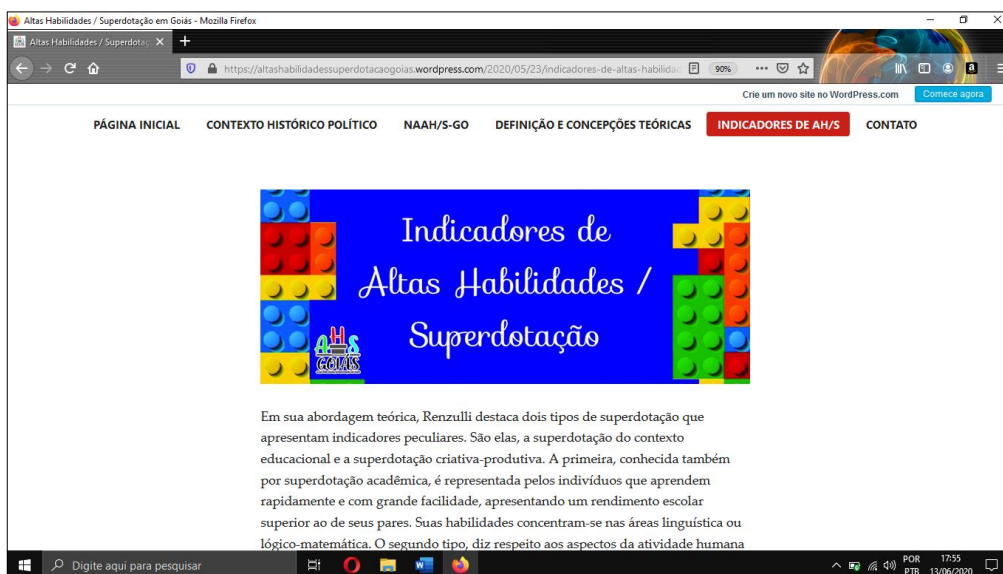 Altas Habilidades / Superdotação em Goiás - Mozilla Firefox
Altas Habilidades / Superdotaç
https://altashabilidadessuperdotacaogoias.wordpress.com/2020/05/23/indicadores-de-altas-habilidad
90%
Crie um novo site no WordPress.com
Comece agora
PÁGINA INICIAL CONTEXTO HISTÓRICO POLÍTICO NAAH/S-GO DEFINIÇÃO E CONCEPÇÕES TEÓRICAS INDICADORES DE AH/S CONTATO
Indicadores de
Altas Habilidades /
Superdotação
AHS
GOIÁS
Em sua abordagem teórica, Renzulli destaca dois tipos de superdotação que
apresentam indicadores peculiares. São elas, a superdotação do contexto
educacional e a superdotação criativa-produtiva. A primeira, conhecida também
por superdotação acadêmica, é representada pelos indivíduos que aprendem
rapidamente e com grande facilidade, apresentando um rendimento escolar
superior ao de seus pares. Suas habilidades concentram-se nas áreas linguística ou
lógico-matemática. O segundo tipo, diz respeito aos aspectos da atividade humana
Digite aqui para pesquisar
POR
PTB
17:55
13/06/2020